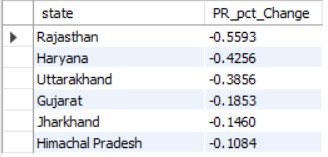 state PR_pct_Change
Rajasthan -0.5593
Haryana -0.4256
Uttarakhand -0.3856
Gujarat -0.1853
Jharkhand -0.1460
Himachal Pradesh -0.1084